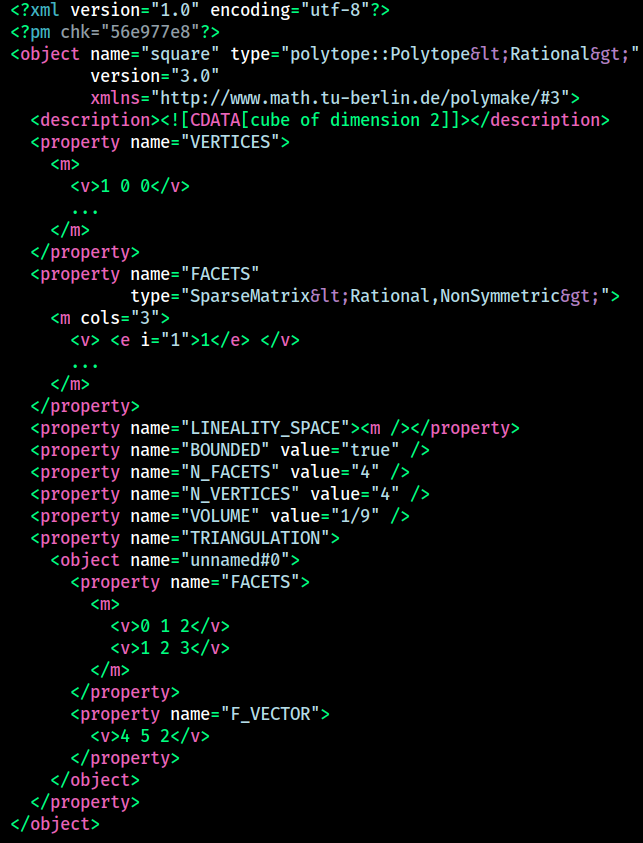 <?xml version="1.0" encoding="utf-8"?>
<?pm chk="56e977e8"?>
<object name="square" type="polytope::Polytope&lt;Rational&gt;"
        version="3.0"
        xmlns="http://www.math.tu-berlin.de/polymake/#3">
  <description><![CDATA[cube of dimension 2]]></description>
  <property name="VERTICES">
    <m>
      <v>1 0 0</v>
      ...
    </m>
  </property>
  <property name="FACETS"
            type="SparseMatrix&lt;Rational,NonSymmetric&gt;">
    <m cols="3">
      <v> <e i="1">1</e> </v>
      ...
    </m>
  </property>
  <property name="LINEALITY_SPACE"><m /></property>
  <property name="BOUNDED" value="true" />
  <property name="N_FACETS" value="4" />
  <property name="N_VERTICES" value="4" />
  <property name="VOLUME" value="1/9" />
  <property name="TRIANGULATION">
    <object name="unnamed#0">
      <property name="FACETS">
        <m>
          <v>0 1 2</v>
          <v>1 2 3</v>
        </m>
      </property>
      <property name="F_VECTOR">
        <v>4 5 2</v>
      </property>
    </object>
  </property>
</object>